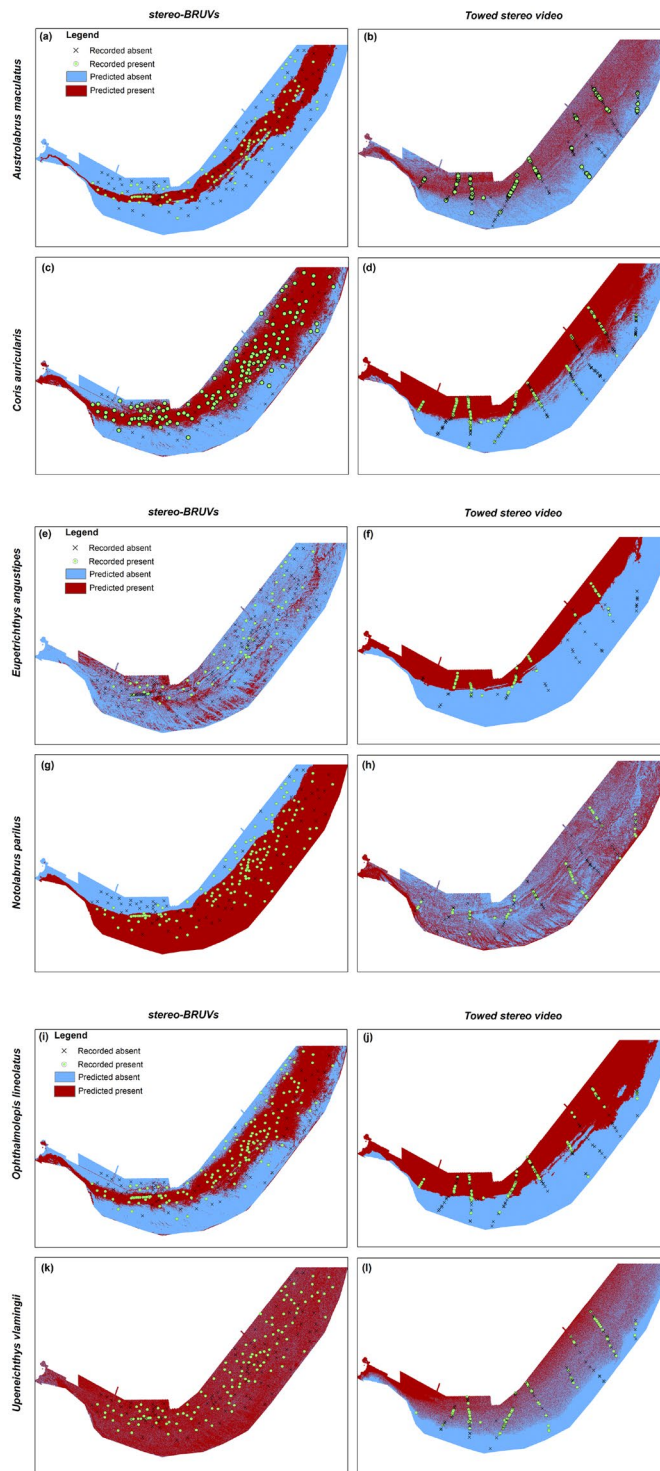 stereo-BRUVs
Towed stereo video
Austrolabrus maculatus
(a)
Legend
Recorded absent
Recorded present
Predicted absent
Predicted present
(b)
Coris auricularis
(c)
(d)
stereo-BRUVs
Towed stereo video
Eupetrichthys angustipes
(e)
Legend
Recorded absent
Recorded present
Predicted absent
Predicted present
(f)
Notolabrus parilus
(g)
(h)
stereo-BRUVs
Towed stereo video
Ophthalmolepis lineolatus
(i)
Legend
Recorded absent
Recorded present
Predicted absent
Predicted present
(j)
Upeneichthys vlamingii
(k)
(l)